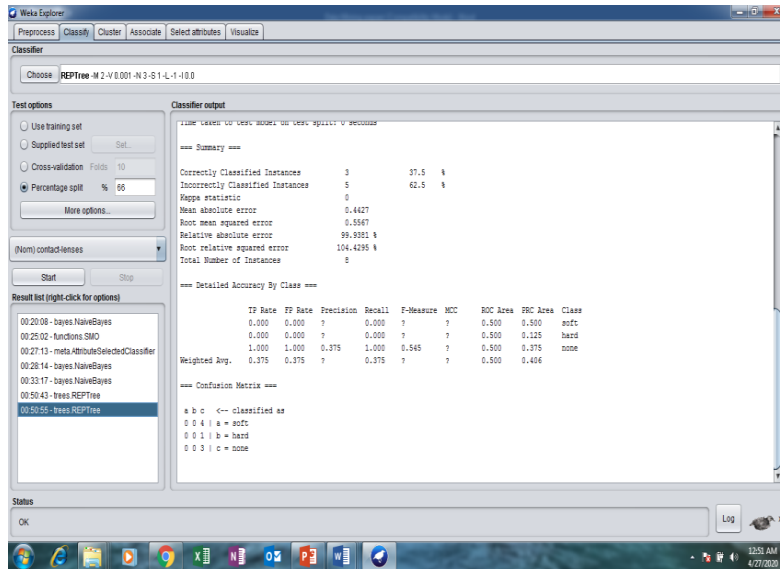 Weka Explorer
Preprocess Classify Cluster Associate Select attributes Visualize
Classifier
Choose REPTree -M 2 -V 0.001 -N 3 -S 1 -L -1 -I 0.0
Test options
Use training set
Supplied test set Set...
Cross-validation Folds 10
Percentage split % 66
More options...
(Nom) contact-lenses
Start Stop
Result list (right-click for options)
00:20:08 - bayes.NaiveBayes
00:25:02 - functions.SMO
00:27:13 - meta.AttributeSelectedClassifier
00:28:14 - bayes.NaiveBayes
00:33:17 - bayes.NaiveBayes
00:50:43 - trees.REPTree
00:50:55 - trees.REPTree
Classifier output
Time taken to test model on test split: 0 seconds
=== Summary ===
Correctly Classified Instances 3 37.5 %
Incorrectly Classified Instances 5 62.5 %
Kappa statistic 0
Mean absolute error 0.4427
Root mean squared error 0.5567
Relative absolute error 99.9381 %
Root relative squared error 104.4295 %
Total Number of Instances 8
=== Detailed Accuracy By Class ===
TP Rate FP Rate Precision Recall F-Measure MCC ROC Area PRC Area Class
0.000 0.000 ? 0.000 ? ? 0.500 0.500 soft
0.000 0.000 ? 0.000 ? ? 0.500 0.125 hard
1.000 1.000 0.375 1.000 0.545 ? 0.500 0.375 none
Weighted Avg. 0.375 0.375 ? 0.375 ? ? 0.500 0.406
=== Confusion Matrix ===
a b c <-- classified as
0 0 4 | a = soft
0 0 1 | b = hard
0 0 3 | c = none
Status
OK
Log
12:51 AM
4/27/2020